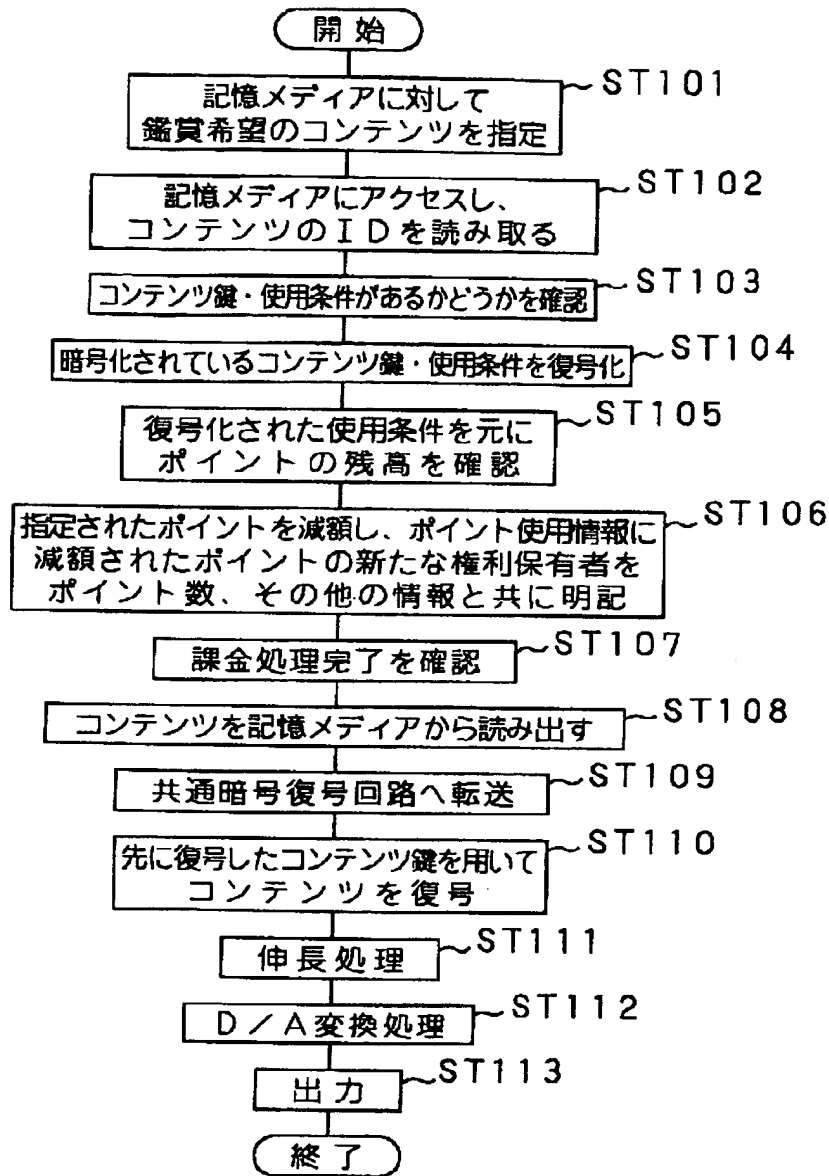 開始
記憶メディアに対して
鑑賞希望のコンテンツを指定
ST101
記憶メディアにアクセスし、
コンテンツのIDを読み取る
ST102
コンテンツ鍵・使用条件があるかどうかを確認
ST103
暗号化されているコンテンツ鍵・使用条件を復号化
ST104
復号化された使用条件を元に
ポイントの残高を確認
ST105
指定されたポイントを減額し、ポイント使用情報に
減額されたポイントの新たな権利保有者を
ポイント数、その他の情報と共に明記
ST106
課金処理完了を確認
ST107
コンテンツを記憶メディアから読み出す
ST108
共通暗号復号回路へ転送
ST109
先に復号したコンテンツ鍵を用いて
コンテンツを復号
ST110
伸長処理
ST111
D/A変換処理
ST112
出力
ST113
終了